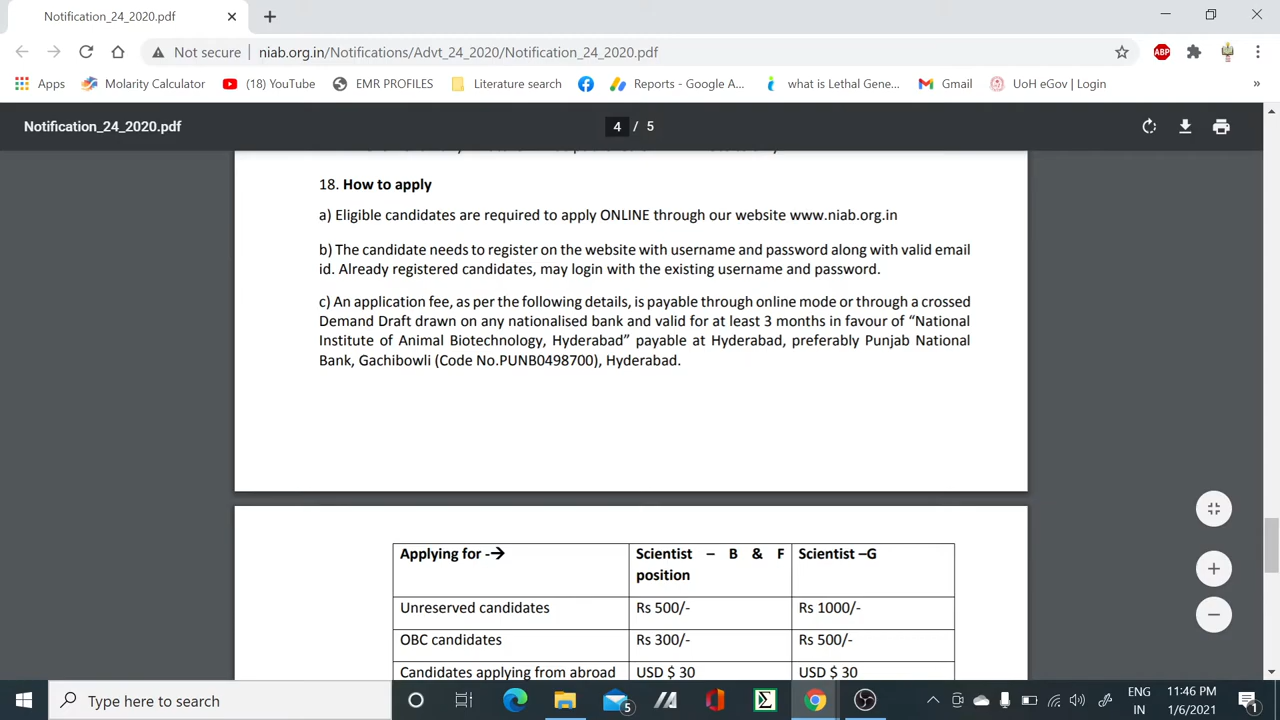 Notification_24_2020.pdf
Not secure niab.org.in/Notifications/Advt_24_2020/Notification_24_2020.pdf
ABP
Apps Molarity Calculator (18) YouTube EMR PROFILES Literature search Reports - Google A... what is Lethal Gene... Gmail UoH eGov | Login »
Notification_24_2020.pdf 4 / 5
18. How to apply
a) Eligible candidates are required to apply ONLINE through our website www.niab.org.in
b) The candidate needs to register on the website with username and password along with valid email
id. Already registered candidates, may login with the existing username and password.
c) An application fee, as per the following details, is payable through online mode or through a crossed
Demand Draft drawn on any nationalised bank and valid for at least 3 months in favour of “National
Institute of Animal Biotechnology, Hyderabad” payable at Hyderabad, preferably Punjab National
Bank, Gachibowli (Code No.PUNB0498700), Hyderabad.
Applying for -→ Scientist – B & F Scientist –G
position
Unreserved candidates Rs 500/- Rs 1000/-
OBC candidates Rs 300/- Rs 500/-
Candidates applying from abroad USD $ 30 USD $ 30
Type here to search 5 ENG 11:46 PM
IN 1/6/2021 1